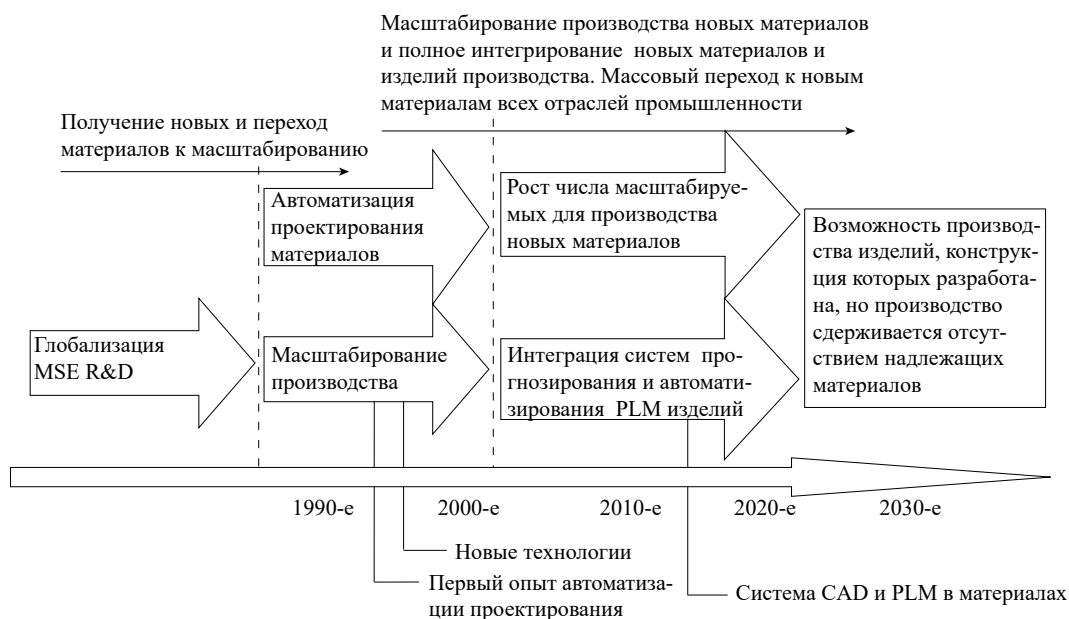 Масштабирование производства новых материалов
и полное интегрирование новых материалов и
изделий производства. Массовый переход к новым
материалам всех отраслей промышленности
Получение новых и переход
материалов к масштабированию
Автоматизация
проектирования
материалов
Рост числа масштабируе-
мых для производства
новых материалов
Возможность производ-
ства изделий, конструк-
ция которых разработа-
на, но производство
сдерживается отсут-
ствием надлежащих
материалов
Глобализация
MSE R&D
Масштабирование
производства
Интеграция систем про-
гнозирования и автомати-
зирования PLM изделий
1990-е 2000-е 2010-е 2020-е 2030-е
Новые технологии
Первый опыт автоматиза-
ции проектирования
Система CAD и PLM в материалах